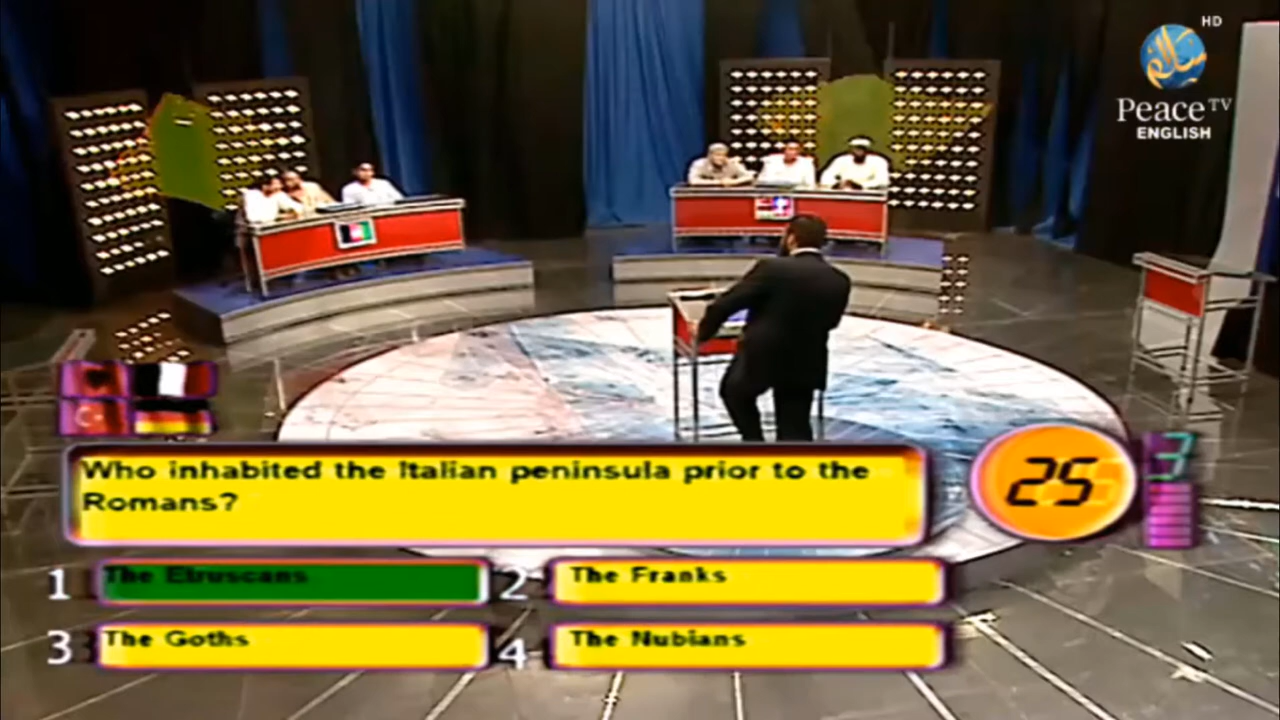 HD
سلام
Peace TV
ENGLISH
Who inhabited the Italian peninsula prior to the
Romans?
25
3
1 The Etruscans
2 The Franks
3 The Goths
4 The Nubians